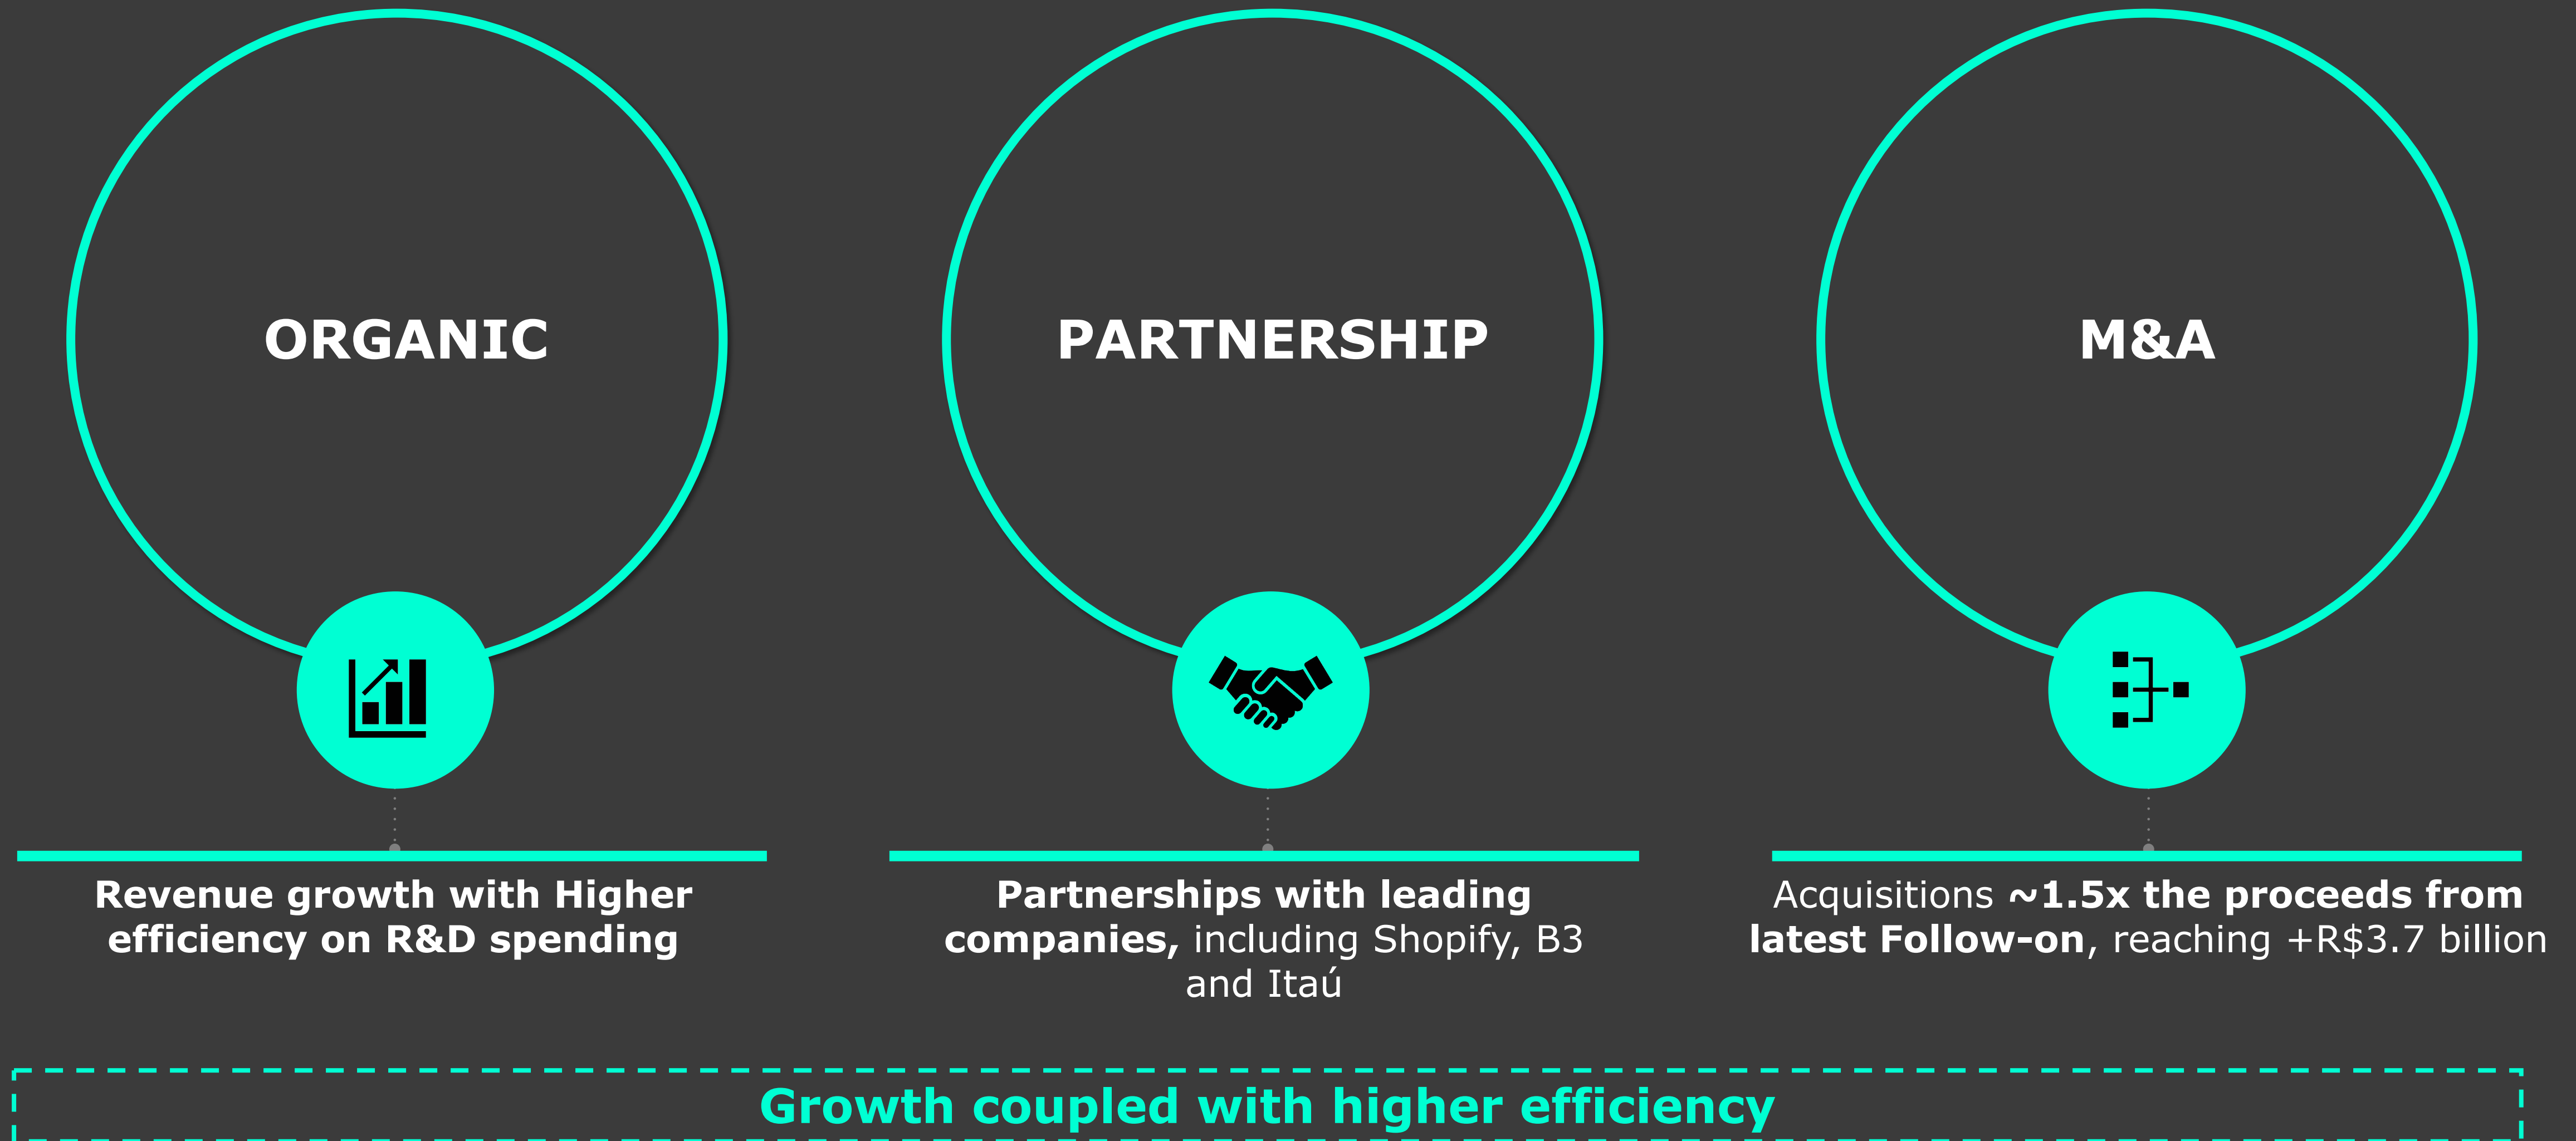 ORGANIC
PARTNERSHIP
M&A
Revenue growth with Higher
efficiency on R&D spending
Partnerships with leading
companies, including Shopify, B3
and Itaú
Acquisitions ~1.5x the proceeds from
latest Follow-on, reaching +R$3.7 billion
Growth coupled with higher efficiency